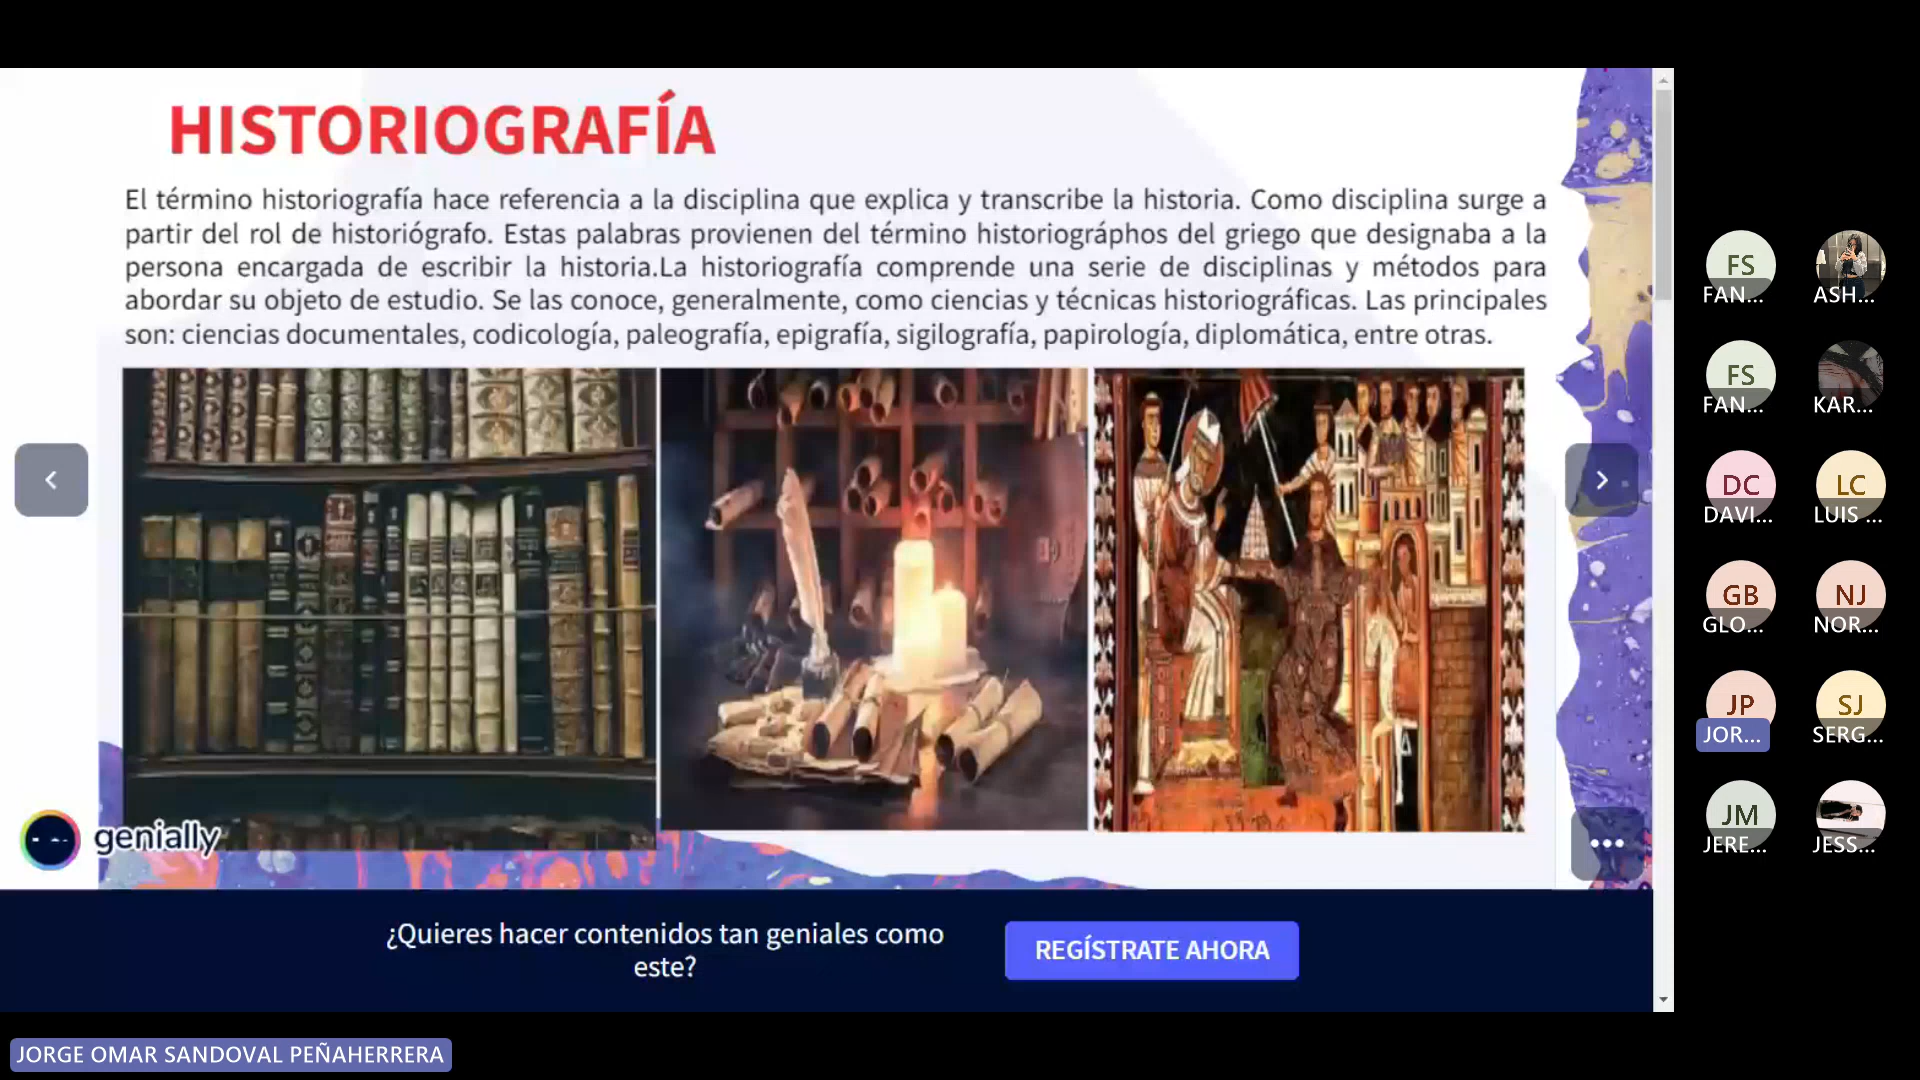 HISTORIOGRAFÍA
El término historiografía hace referencia a la disciplina que explica y transcribe la historia. Como disciplina surge a
partir del rol de historiógrafo. Estas palabras provienen del término historiográphos del griego que designaba a la
persona encargada de escribir la historia.La historiografía comprende una serie de disciplinas y métodos para
abordar su objeto de estudio. Se las conoce, generalmente, como ciencias y técnicas historiográficas. Las principales
son: ciencias documentales, codicología, paleografía, epigrafía, sigilografía, papirología, diplomática, entre otras.
genially
¿Quieres hacer contenidos tan geniales como
este?
REGÍSTRATE AHORA
JORGE OMAR SANDOVAL PEÑAHERRERA
FS
FAN...
ASH...
FS
FAN...
KAR...
DC
DAVI...
LC
LUIS ...
GB
GLO...
NJ
NOR...
JP
JOR...
SJ
SERG...
JM
JERE...
JESS...